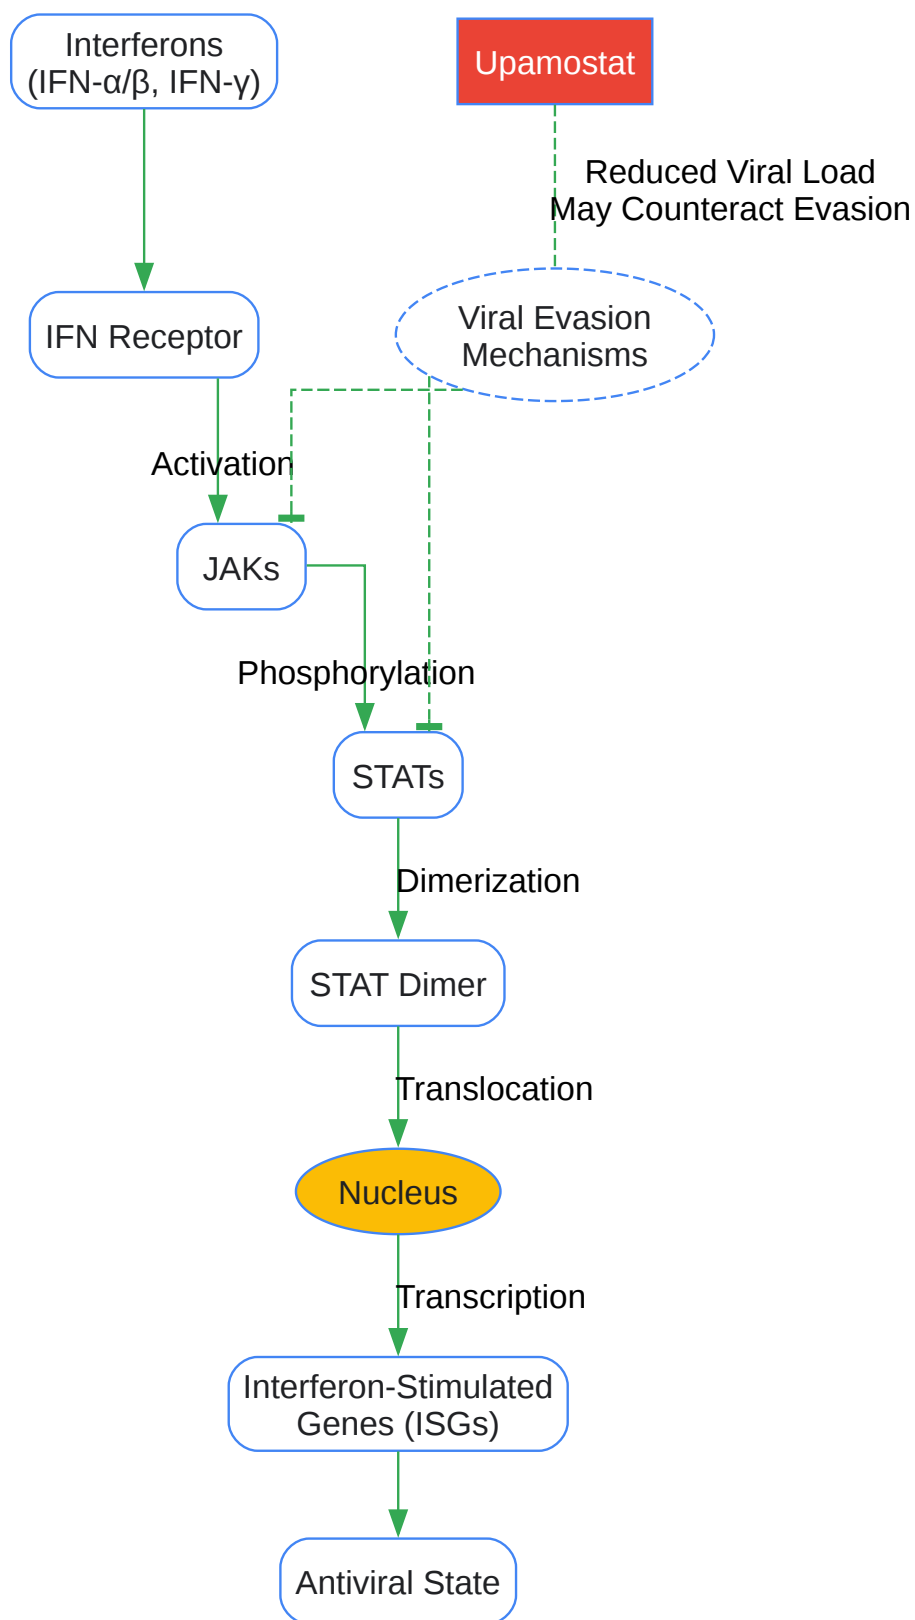 Interferons
(IFN-α/β, IFN-γ)
Upamostat
Reduced Viral Load
May Counteract Evasion
IFN Receptor
Viral Evasion
Mechanisms
Activation
JAKs
Phosphorylation
STATs
Dimerization
STAT Dimer
Translocation
Nucleus
Transcription
Interferon-Stimulated
Genes (ISGs)
Antiviral State